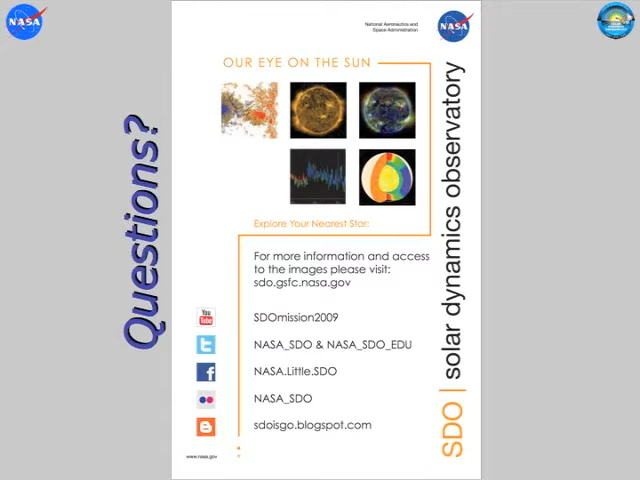 NASA
Questions?
National Aeronautics and
Space Administration
NASA
OUR EYE ON THE SUN
SDO | solar dynamics observatory
Explore Your Nearest Star:
For more information and access
to the images please visit:
sdo.gsfc.nasa.gov
You
Tube
SDOmission2009
NASA_SDO & NASA_SDO_EDU
NASA.Little.SDO
NASA_SDO
sdoisgo.blogspot.com
www.nasa.gov